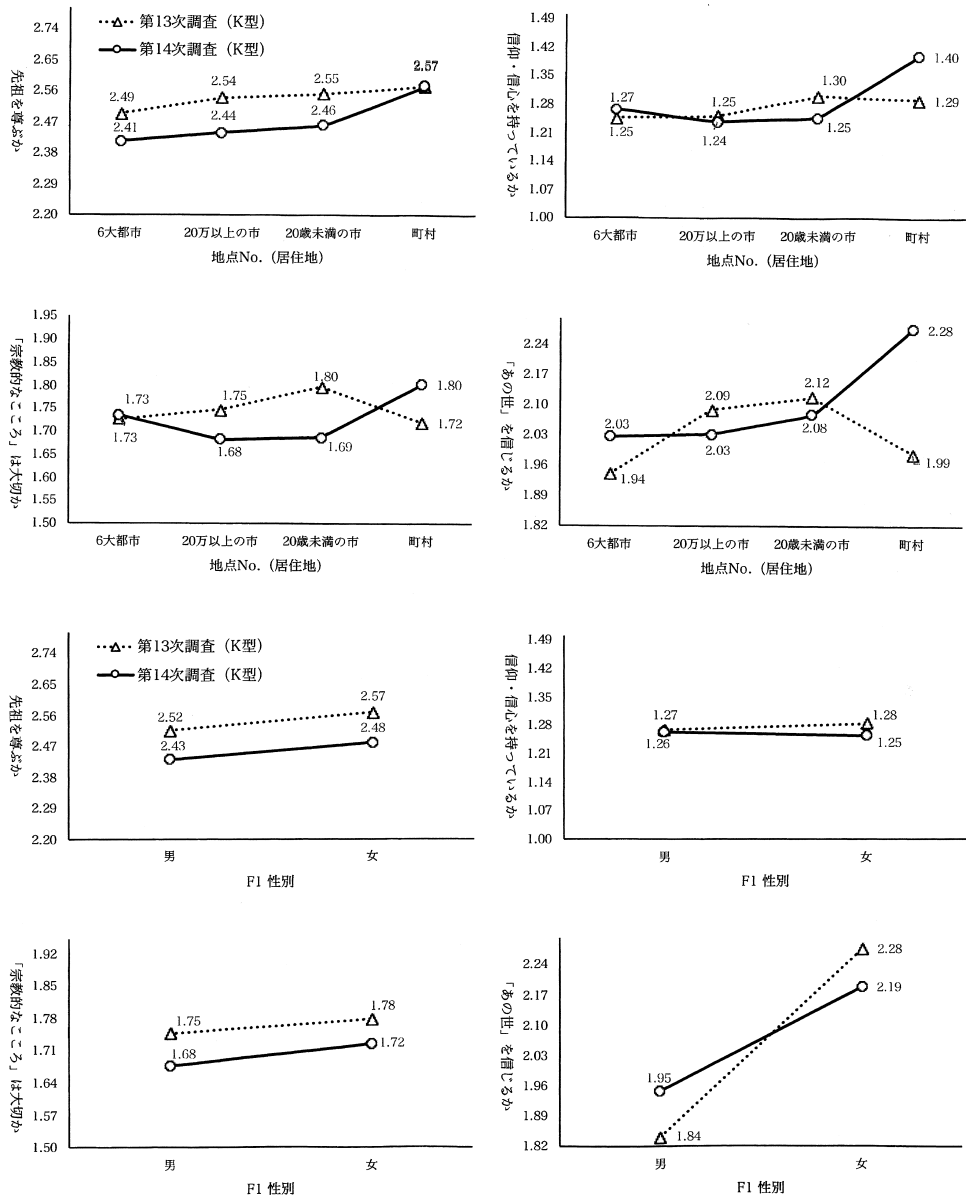 第13次調査（K型）
第14次調査（K型）
先祖を尊ぶか
2.74
2.65
2.56
2.47
2.38
2.29
2.20
2.49
2.54
2.55
2.57
2.41
2.44
2.46
6大都市
20万以上の市
20歳未満の市
町村
地点No.（居住地）
信仰・信心を持っているか
1.49
1.42
1.35
1.28
1.21
1.14
1.07
1.00
1.27
1.25
1.30
1.40
1.25
1.24
1.25
1.29
6大都市
20万以上の市
20歳未満の市
町村
地点No.（居住地）
「宗教的なこころ」は大切か
1.95
1.90
1.85
1.80
1.75
1.70
1.65
1.60
1.55
1.50
1.73
1.75
1.80
1.80
1.73
1.68
1.69
1.72
6大都市
20万以上の市
20歳未満の市
町村
地点No.（居住地）
「あの世」を信じるか
2.24
2.17
2.10
2.03
1.96
1.89
1.82
2.03
2.09
2.12
2.28
1.94
2.03
2.08
1.99
6大都市
20万以上の市
20歳未満の市
町村
地点No.（居住地）
第13次調査（K型）
第14次調査（K型）
先祖を尊ぶか
2.74
2.65
2.56
2.47
2.38
2.29
2.20
2.52
2.57
2.43
2.48
男
女
F1 性別
信仰・信心を持っているか
1.49
1.42
1.35
1.28
1.21
1.14
1.07
1.00
1.27
1.28
1.26
1.25
男
女
F1 性別
「宗教的なこころ」は大切か
1.92
1.85
1.78
1.71
1.64
1.57
1.50
1.75
1.78
1.68
1.72
男
女
F1 性別
「あの世」を信じるか
2.24
2.17
2.10
2.03
1.96
1.89
1.82
2.28
2.19
1.95
1.84
男
女
F1 性別